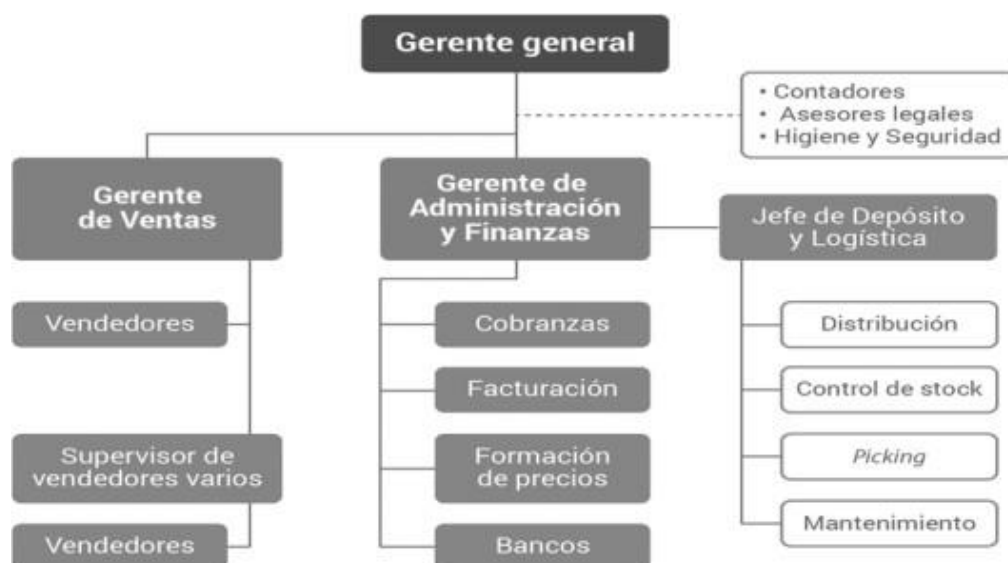 Gerente general
• Contadores
• Asesores legales
• Higiene y Seguridad
Gerente
de Ventas
Gerente de
Administración
y Finanzas
Jefe de Depósito
y Logística
Vendedores
Supervisor de
vendedores varios
Vendedores
Cobranzas
Facturación
Formación
de precios
Bancos
Distribución
Control de stock
Picking
Mantenimiento